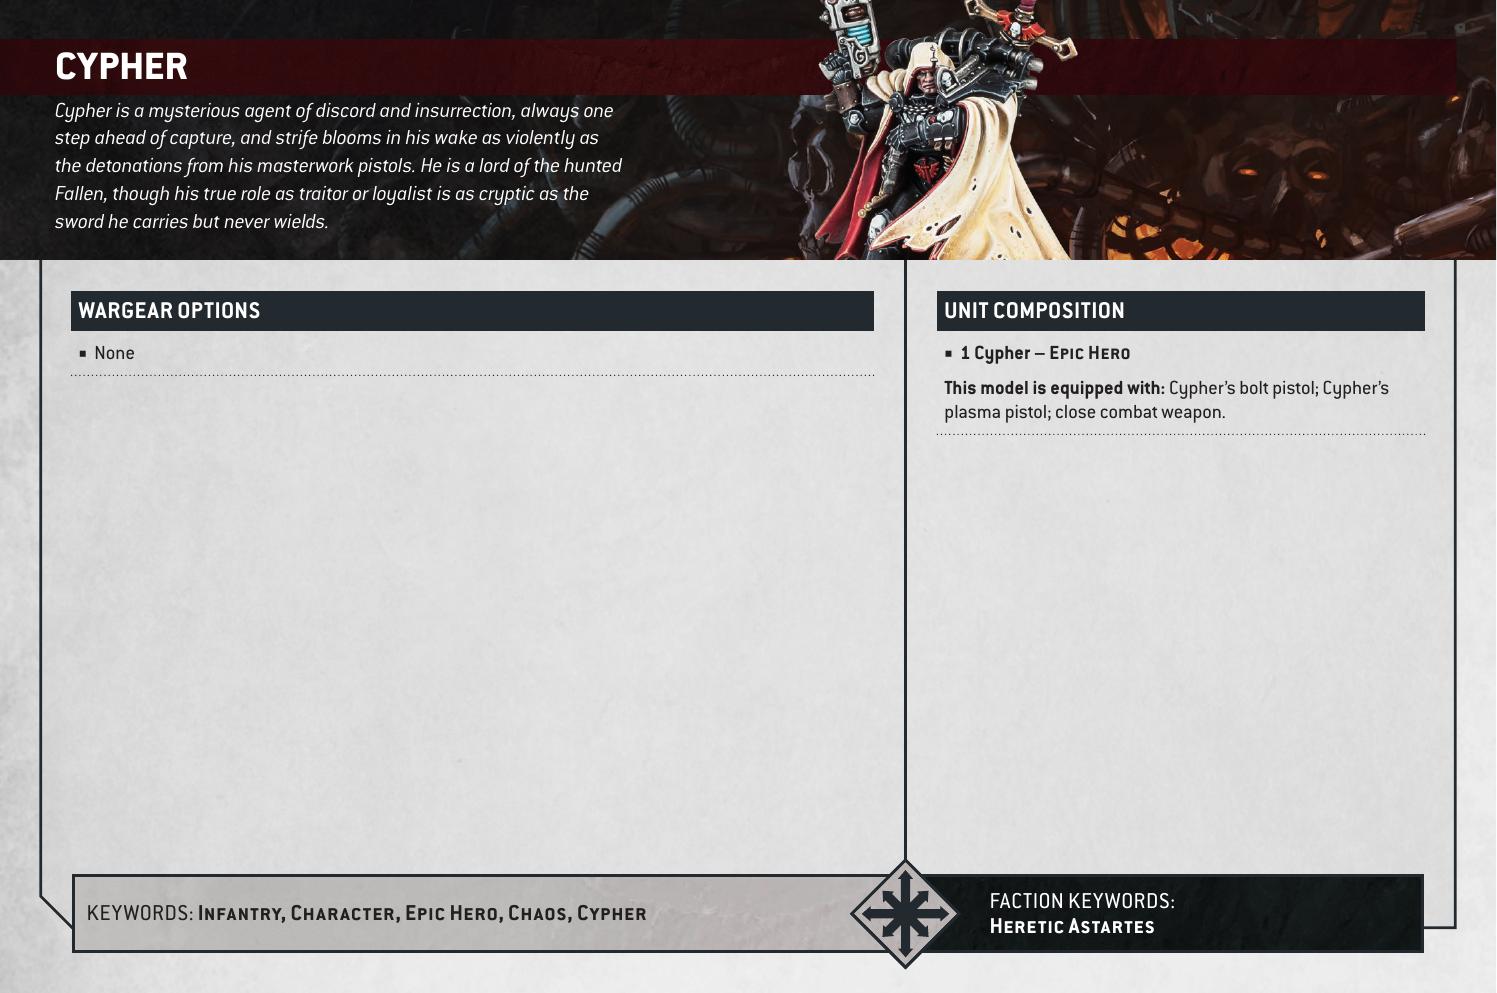 CYPHER
Cypher is a mysterious agent of discord and insurrection, always one
step ahead of capture, and strife blooms in his wake as violently as
the detonations from his masterwork pistols. He is a lord of the hunted
Fallen, though his true role as traitor or loyalist is as cryptic as the
sword he carries but never wields.
WARGEAR OPTIONS
■ None
UNIT COMPOSITION
■ 1 Cypher – EPIC HERO
This model is equipped with: Cypher’s bolt pistol; Cypher’s
plasma pistol; close combat weapon.
KEYWORDS: INFANTRY, CHARACTER, EPIC HERO, CHAOS, CYPHER
FACTION KEYWORDS:
HERETIC ASTARTES